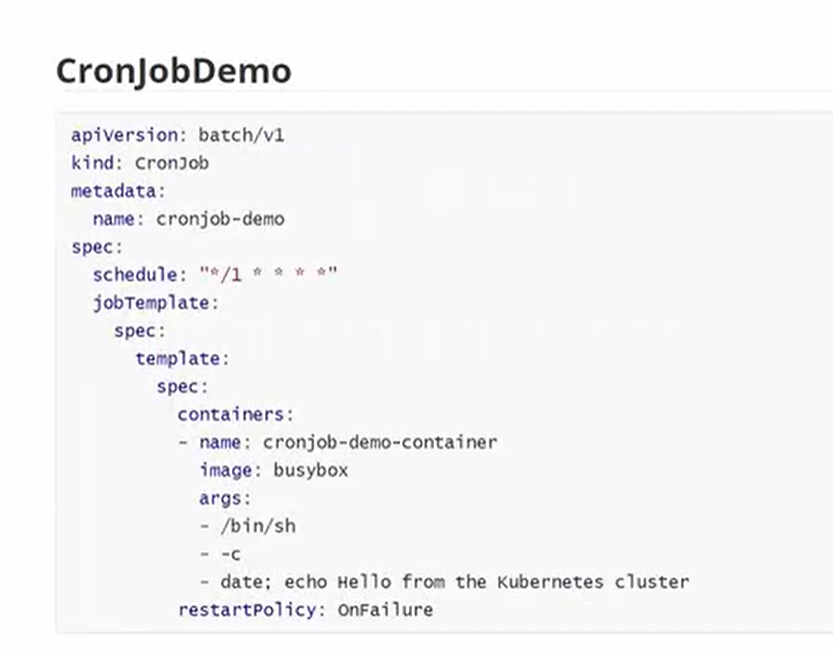 CronJobDemo
apiVersion: batch/v1
kind: CronJob
metadata:
  name: cronjob-demo
spec:
  schedule: "*/1 * * * *"
  jobTemplate:
    spec:
      template:
        spec:
          containers:
          - name: cronjob-demo-container
            image: busybox
            args:
            - /bin/sh
            - -c
            - date; echo Hello from the Kubernetes cluster
          restartPolicy: OnFailure